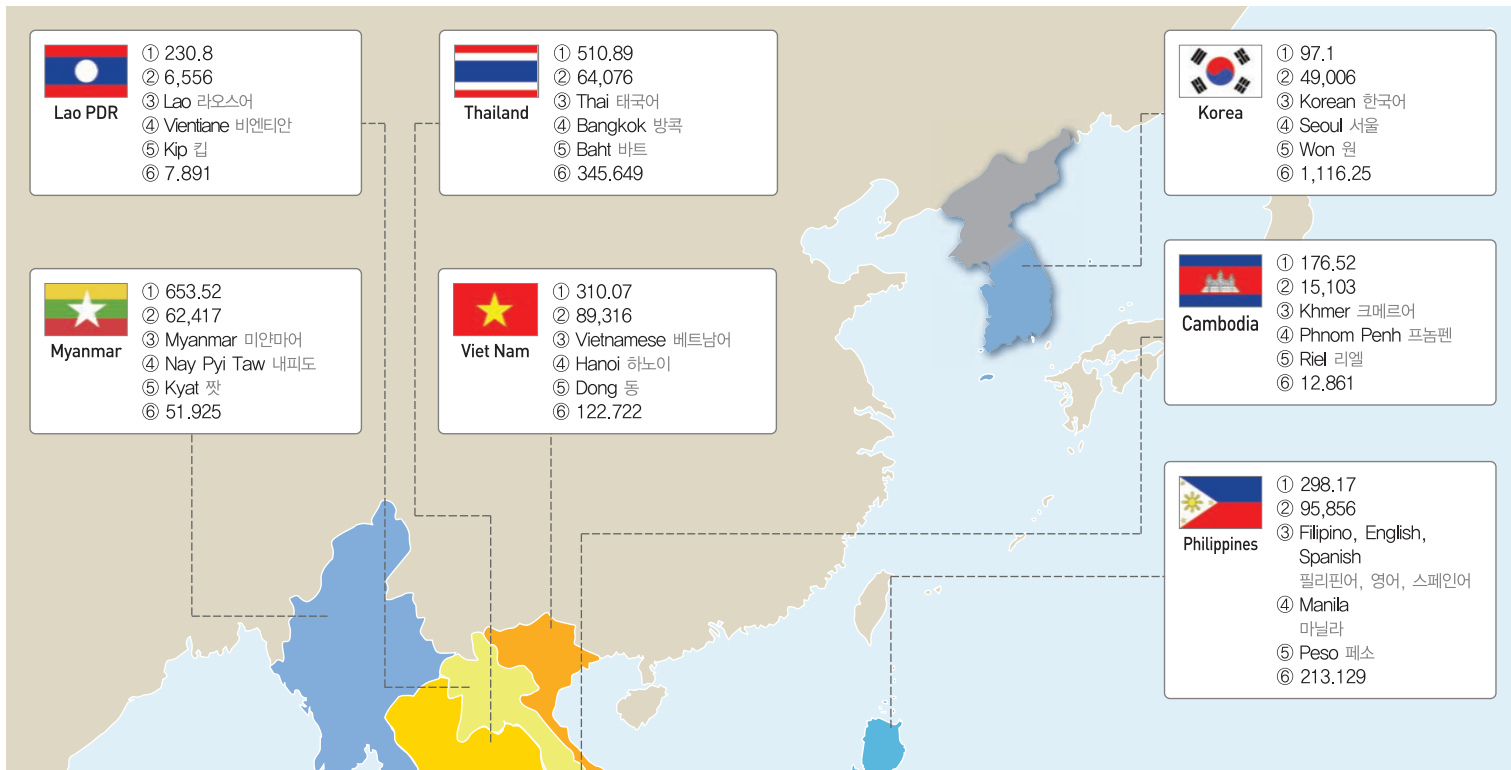 Lao PDR
① 230.8
② 6,556
③ Lao 라오스어
④ Vientiane 비엔티안
⑤ Kip 킵
⑥ 7.891
Thailand
① 510.89
② 64,076
③ Thai 태국어
④ Bangkok 방콕
⑤ Baht 바트
⑥ 345.649
Korea
① 97.1
② 49,006
③ Korean 한국어
④ Seoul 서울
⑤ Won 원
⑥ 1,116.25
Myanmar
① 653.52
② 62,417
③ Myanmar 미얀마어
④ Nay Pyi Taw 내피도
⑤ Kyat 짯
⑥ 51.925
Viet Nam
① 310.07
② 89,316
③ Vietnamese 베트남어
④ Hanoi 하노이
⑤ Dong 동
⑥ 122.722
Cambodia
① 176.52
② 15,103
③ Khmer 크메르어
④ Phnom Penh 프놈펜
⑤ Riel 리엘
⑥ 12.861
Philippines
① 298.17
② 95,856
③ Filipino, English,
Spanish
필리핀어, 영어, 스페인어
④ Manila
마닐라
⑤ Peso 페소
⑥ 213.129